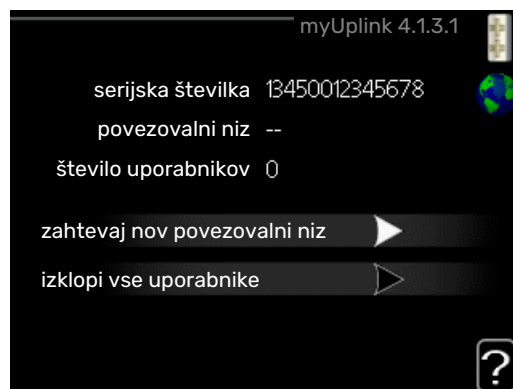 myUplink 4.1.3.1
serijska številka 13450012345678
povezovalni niz --
število uporabnikov 0
zahtevaj nov povezovalni niz
izklopi vse uporabnike
?